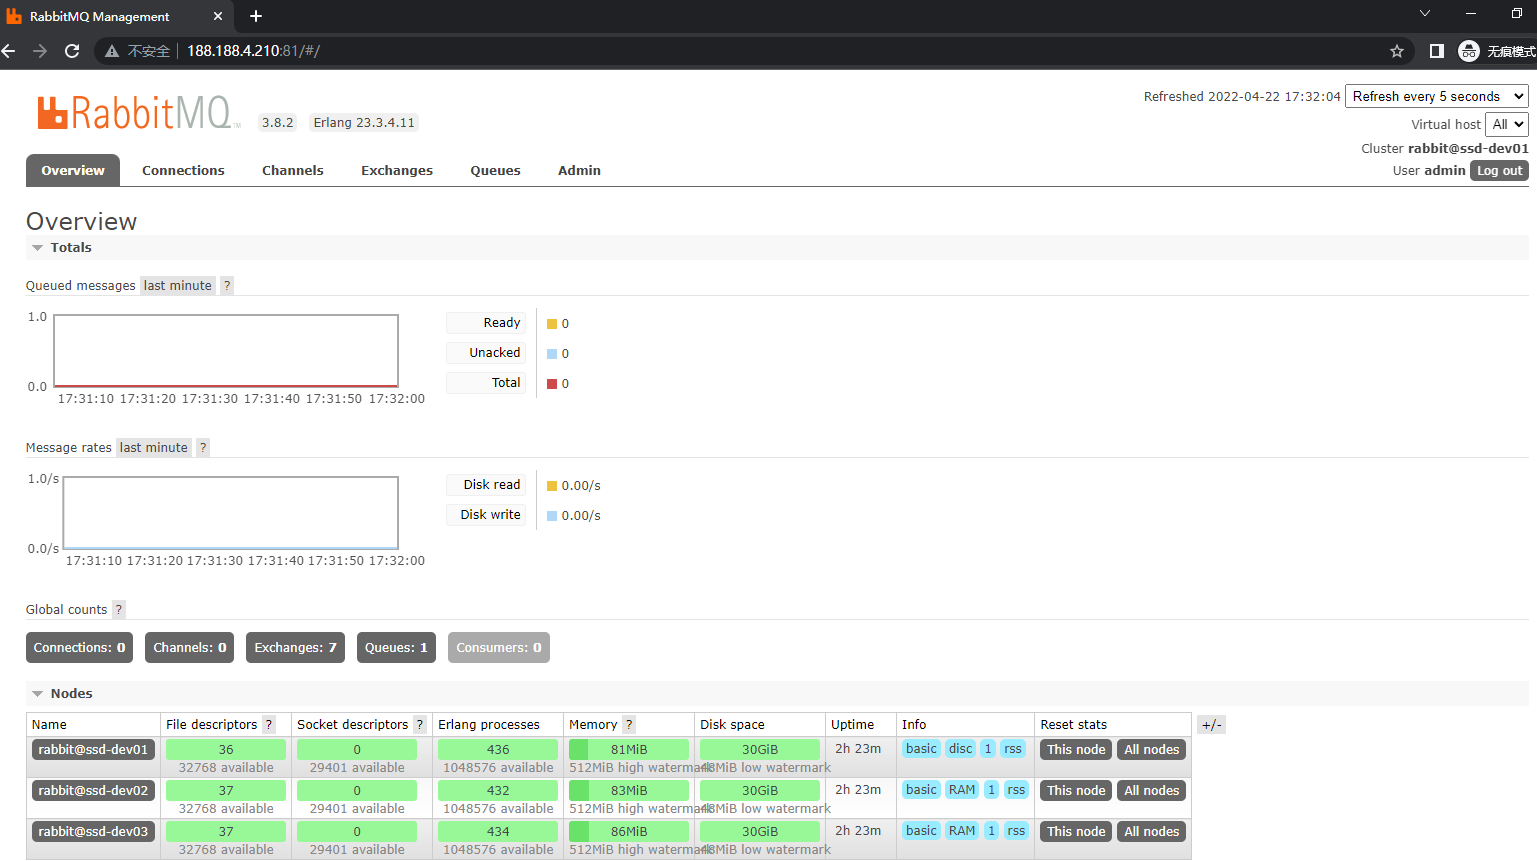 RabbitMQ Management
不安全 188.188.4.210:81/#/ 无痕模式
RabbitMQ TM 3.8.2 Erlang 23.3.4.11
Refreshed 2022-04-22 17:32:04 Refresh every 5 seconds
Virtual host All
Cluster rabbit@ssd-dev01
User admin Log out
Overview Connections Channels Exchanges Queues Admin
Overview
Totals
Queued messages last minute ?
1.0
0.0
17:31:10 17:31:20 17:31:30 17:31:40 17:31:50 17:32:00
Ready 0
Unacked 0
Total 0
Message rates last minute ?
1.0/s
0.0/s
17:31:10 17:31:20 17:31:30 17:31:40 17:31:50 17:32:00
Disk read 0.00/s
Disk write 0.00/s
Global counts ?
Connections: 0 Channels: 0 Exchanges: 7 Queues: 1 Consumers: 0
Nodes
Name File descriptors ? Socket descriptors ? Erlang processes Memory ? Disk space Uptime Info Reset stats +/-
rabbit@ssd-dev01 36 0 436 81MiB 30GiB 2h 23m basic disc 1 rss This node All nodes
32768 available 29401 available 1048576 available 512MiB high watermark 48MiB low watermark
rabbit@ssd-dev02 37 0 432 83MiB 30GiB 2h 23m basic RAM 1 rss This node All nodes
32768 available 29401 available 1048576 available 512MiB high watermark 48MiB low watermark
rabbit@ssd-dev03 37 0 434 86MiB 30GiB 2h 23m basic RAM 1 rss This node All nodes
32768 available 29401 available 1048576 available 512MiB high watermark 48MiB low watermark